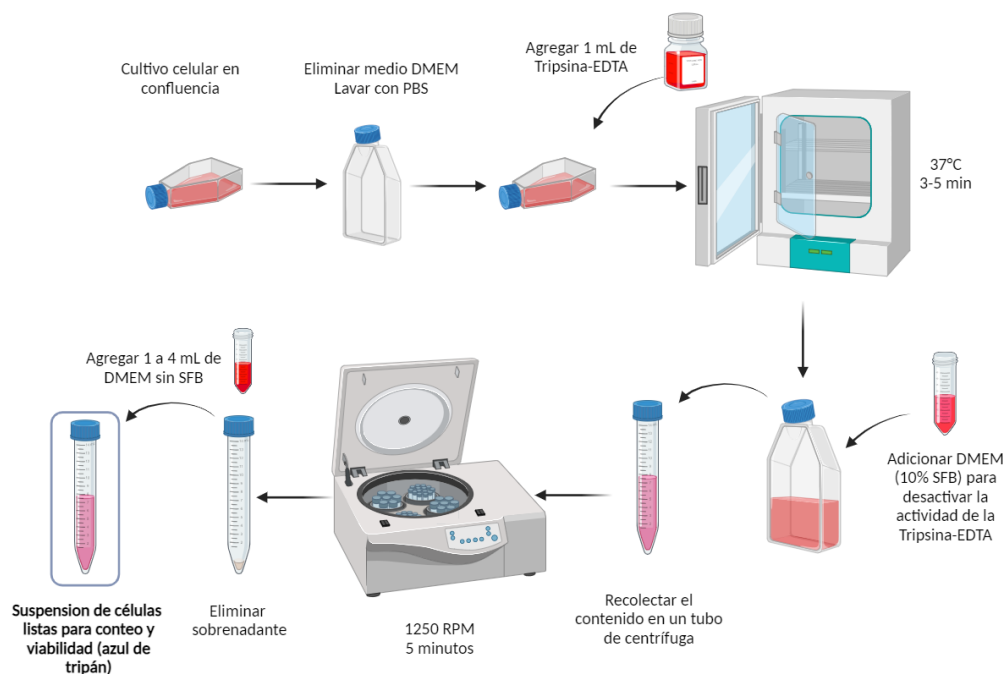 Cultivo celular en
confluencia
Eliminar medio DMEM
Lavar con PBS
Agregar 1 mL de
Tripsina-EDTA
37°C
3-5 min
Adicionar DMEM
(10% SFB) para
desactivar la
actividad de la
Tripsina-EDTA
Recolectar el
contenido en un tubo
de centrífuga
1250 RPM
5 minutos
Eliminar
sobrenadante
Agregar 1 a 4 mL de
DMEM sin SFB
Suspension de células
listas para conteo y
viabilidad (azul de
tripán)